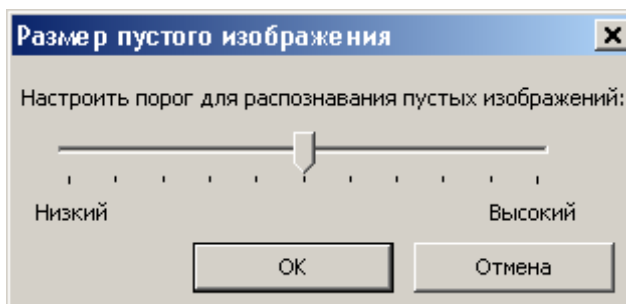 Размер пустого изображения
Настроить порог для распознавания пустых изображений:
Низкий Высокий
OK Отмена